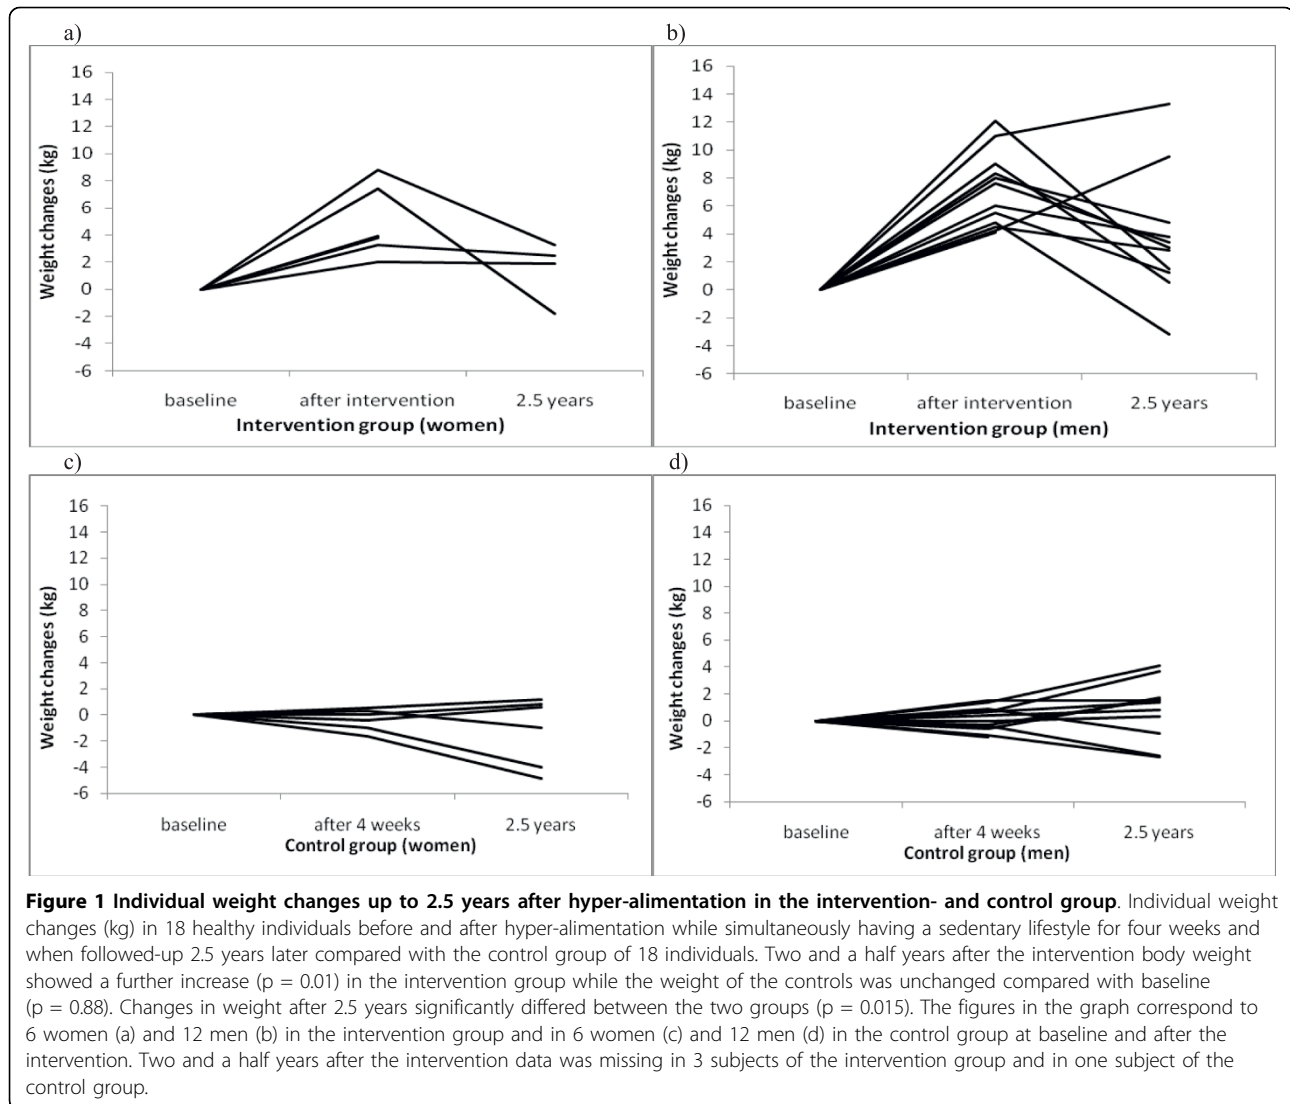 a)
16
14
12
10
8
6
4
2
0
-2
-4
-6
Weight changes (kg)
baseline after intervention 2.5 years
Intervention group (women)
b)
16
14
12
10
8
6
4
2
0
-2
-4
-6
Weight changes (kg)
baseline after intervention 2.5 years
Intervention group (men)
c)
16
14
12
10
8
6
4
2
0
-2
-4
-6
Weight changes (kg)
baseline after 4 weeks 2.5 years
Control group (women)
d)
16
14
12
10
8
6
4
2
0
-2
-4
-6
Weight changes (kg)
baseline after 4 weeks 2.5 years
Control group (men)
Figure 1 Individual weight changes up to 2.5 years after hyper-alimentation in the intervention- and control group. Individual weight
changes (kg) in 18 healthy individuals before and after hyper-alimentation while simultaneously having a sedentary lifestyle for four weeks and
when followed-up 2.5 years later compared with the control group of 18 individuals. Two and a half years after the intervention body weight
showed a further increase (p = 0.01) in the intervention group while the weight of the controls was unchanged compared with baseline
(p = 0.88). Changes in weight after 2.5 years significantly differed between the two groups (p = 0.015). The figures in the graph correspond to
6 women (a) and 12 men (b) in the intervention group and in 6 women (c) and 12 men (d) in the control group at baseline and after the
intervention. Two and a half years after the intervention data was missing in 3 subjects of the intervention group and in one subject of the
control group.